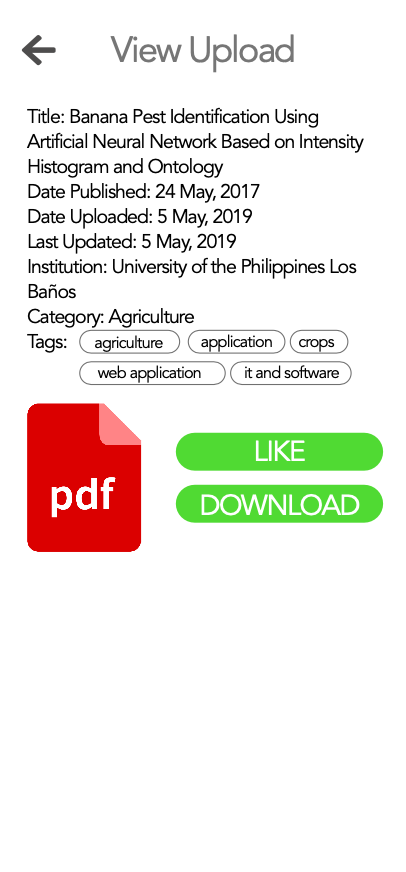 View Upload
Title: Banana Pest Identification Using
Artificial Neural Network Based on Intensity
Histogram and Ontology
Date Published: 24 May, 2017
Date Uploaded: 5 May, 2019
Last Updated: 5 May, 2019
Institution: University of the Philippines Los
Baños
Category: Agriculture
Tags: agriculture application crops
web application it and software
pdf
LIKE
DOWNLOAD